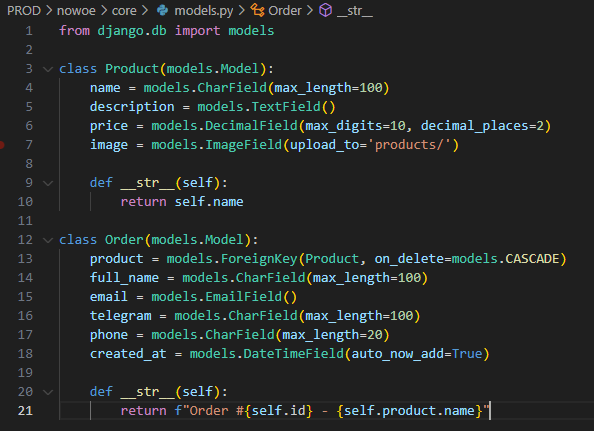 PROD > nowoe > core > models.py > Order > __str__
1 from django.db import models
2
3 class Product(models.Model):
4     name = models.CharField(max_length=100)
5     description = models.TextField()
6     price = models.DecimalField(max_digits=10, decimal_places=2)
7     image = models.ImageField(upload_to='products/')
8
9     def __str__(self):
10         return self.name
11
12 class Order(models.Model):
13     product = models.ForeignKey(Product, on_delete=models.CASCADE)
14     full_name = models.CharField(max_length=100)
15     email = models.EmailField()
16     telegram = models.CharField(max_length=100)
17     phone = models.CharField(max_length=20)
18     created_at = models.DateTimeField(auto_now_add=True)
19
20     def __str__(self):
21         return f"Order #{self.id} - {self.product.name}"